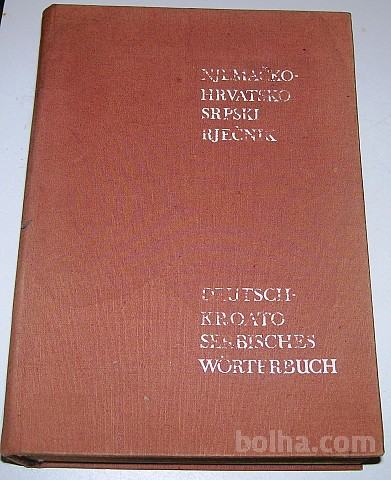 NJEMAČKO-
HRVATSKO
SRPSKI
RJEČNIK
DEUTSCH-
KROATO
SERBISCHES
WÖRTERBUCH
bolha.com